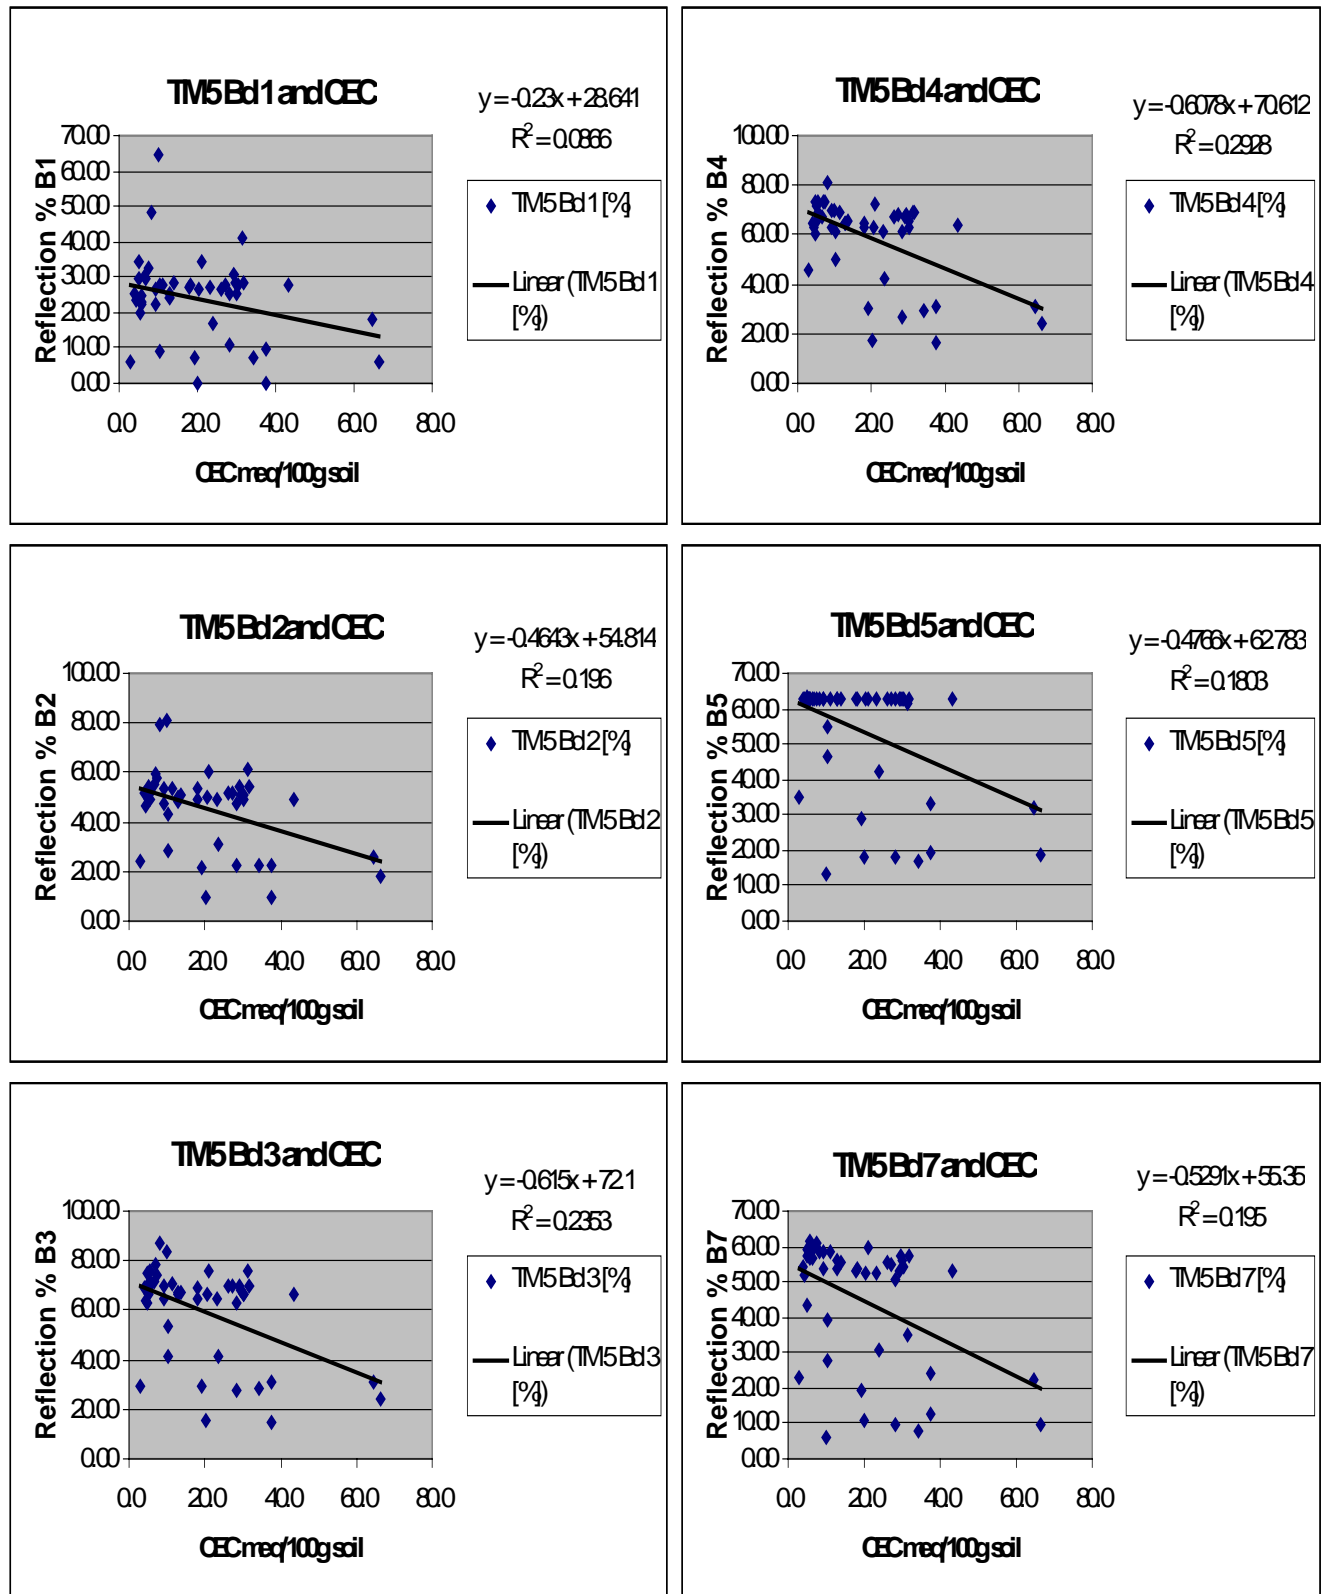 TM5 Bd1 and CEC
y = -0.23x + 28.641
R² = 0.0866
Reflection % B1
70.00
60.00
50.00
40.00
30.00
20.00
10.00
0.00
0.0 20.0 40.0 60.0 80.0
CEC meq/100g soil
TM5 Bd1 [%]
Linear (TM5 Bd1
[%])
TM5 Bd4 and CEC
y = -0.6078x + 70.612
R² = 0.2928
Reflection % B4
100.00
80.00
60.00
40.00
20.00
0.00
0.0 20.0 40.0 60.0 80.0
CEC meq/100g soil
TM5 Bd4 [%]
Linear (TM5 Bd4
[%])
TM5 Bd2 and CEC
y = -0.4643x + 54.814
R² = 0.196
Reflection % B2
100.00
80.00
60.00
40.00
20.00
0.00
0.0 20.0 40.0 60.0 80.0
CEC meq/100g soil
TM5 Bd2 [%]
Linear (TM5 Bd2
[%])
TM5 Bd5 and CEC
y = -0.4766x + 62.783
R² = 0.1803
Reflection % B5
70.00
60.00
50.00
40.00
30.00
20.00
10.00
0.00
0.0 20.0 40.0 60.0 80.0
CEC meq/100g soil
TM5 Bd5 [%]
Linear (TM5 Bd5
[%])
TM5 Bd3 and CEC
y = -0.615x + 72.1
R² = 0.2353
Reflection % B3
100.00
80.00
60.00
40.00
20.00
0.00
0.0 20.0 40.0 60.0 80.0
CEC meq/100g soil
TM5 Bd3 [%]
Linear (TM5 Bd3
[%])
TM5 Bd7 and CEC
y = -0.5291x + 55.35
R² = 0.195
Reflection % B7
70.00
60.00
50.00
40.00
30.00
20.00
10.00
0.00
0.0 20.0 40.0 60.0 80.0
CEC meq/100g soil
TM5 Bd7 [%]
Linear (TM5 Bd7
[%])